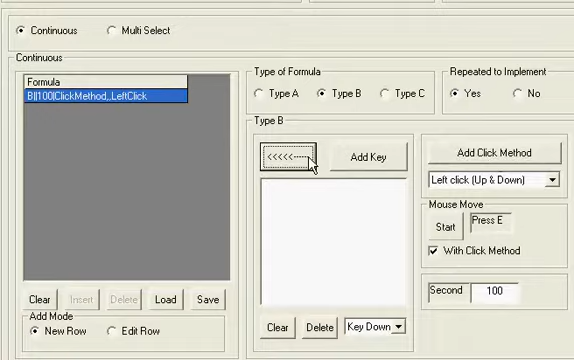 Continuous
Multi Select
Continuous
Formula
B||100|ClickMethod,,LeftClick
Type of Formula
Type A
Type B
Type C
Repeated to Implement
Yes
No
Type B
<<<<<-----
Add Key
Add Click Method
Left click (Up & Down)
Mouse Move
Start
Press E
With Click Method
Second
100
Clear
Insert
Delete
Load
Save
Add Mode
New Row
Edit Row
Clear
Delete
Key Down